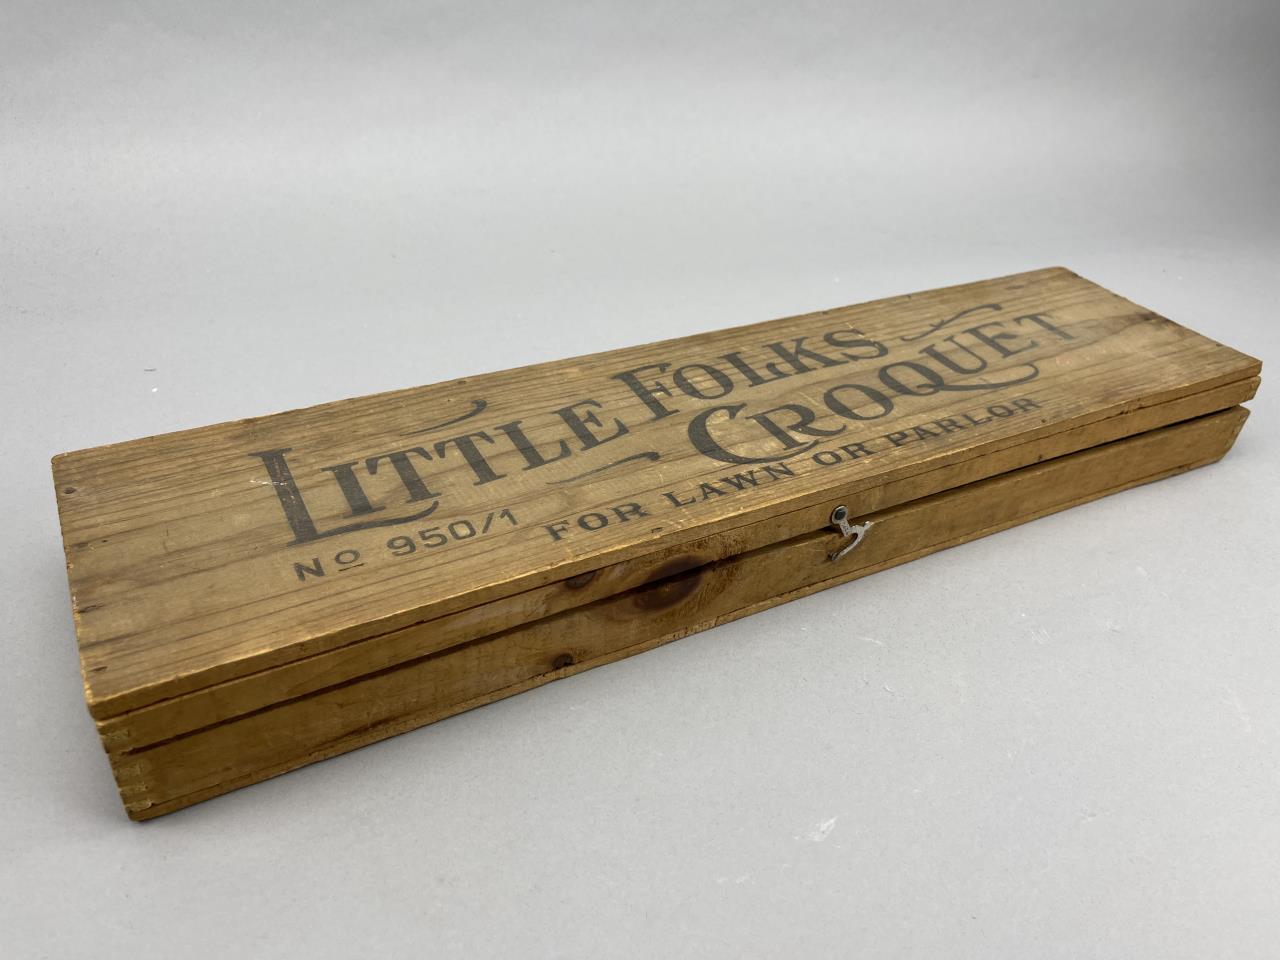 LITTLE FOLKS
CROQUET
No 950/1 FOR LAWN OR PARLOR